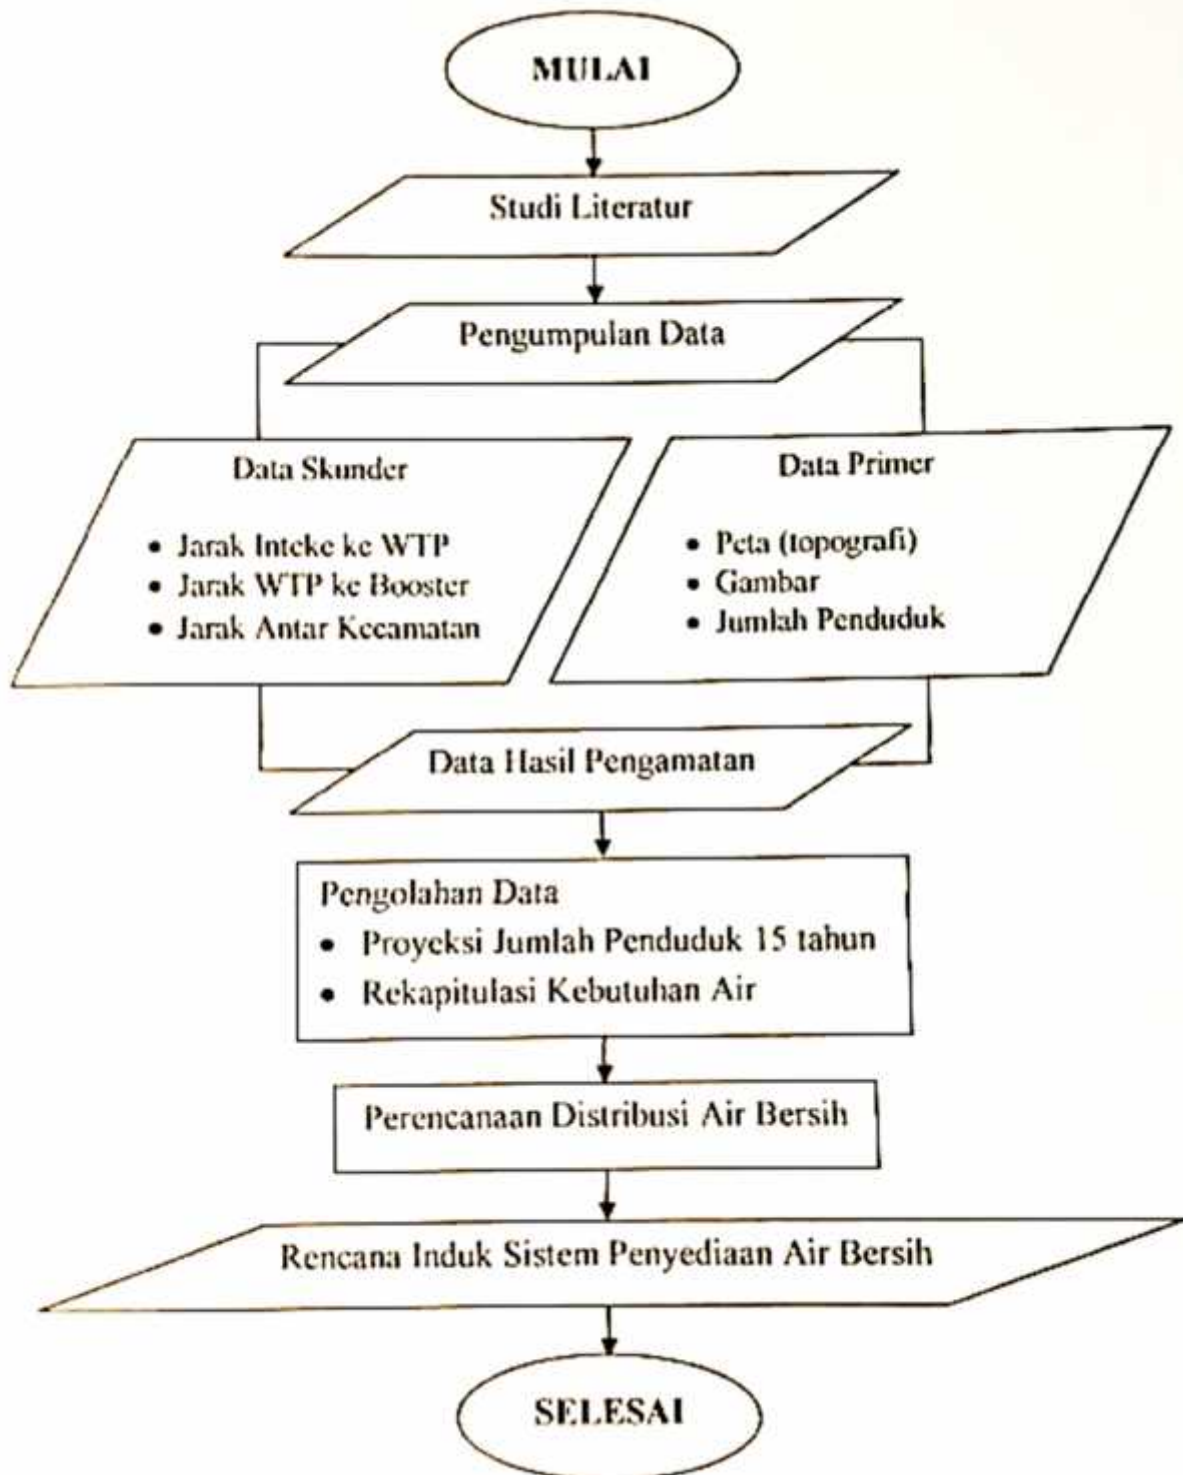 MULAI
Studi Literatur
Pengumpulan Data
Data Skunder
• Jarak Inteke ke WTP
• Jarak WTP ke Booster
• Jarak Antar Kecamatan
Data Primer
• Peta (topografi)
• Gambar
• Jumlah Penduduk
Data Hasil Pengamatan
Pengolahan Data
• Proyeksi Jumlah Penduduk 15 tahun
• Rekapitulasi Kebutuhan Air
Perencanaan Distribusi Air Bersih
Rencana Induk Sistem Penyediaan Air Bersih
SELESAI